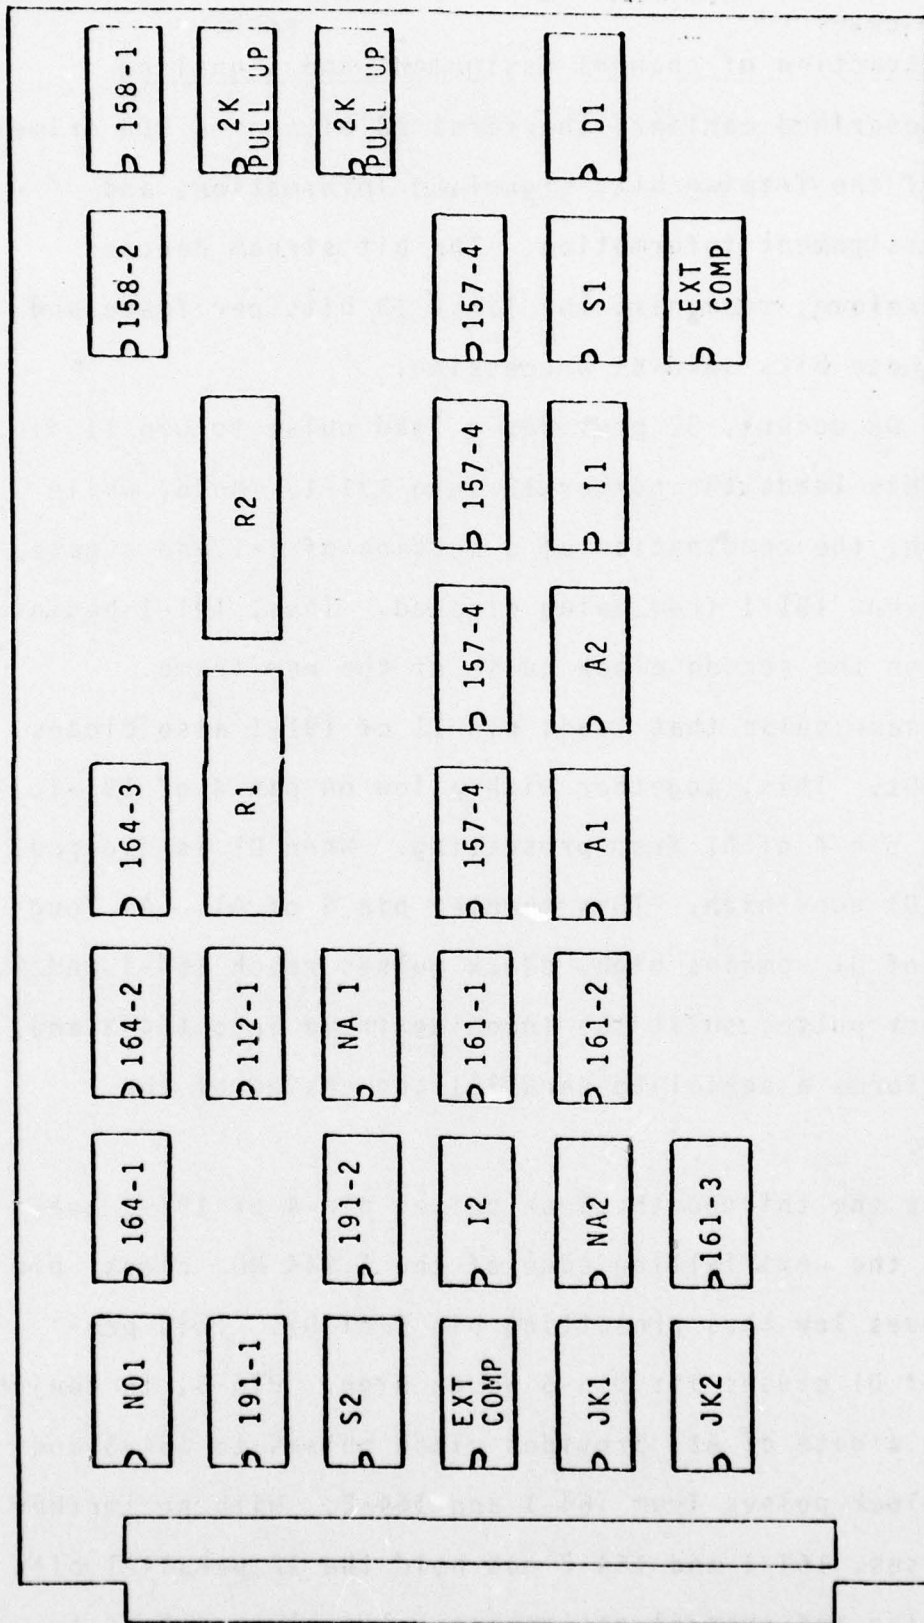 NO1
164-1
164-2
164-3
158-2
158-1
191-1
112-1
R1
R2
2K
PULL UP
S2
191-2
NA 1
2K
PULL UP
EXT
COMP
I2
161-1
157-4
157-4
157-4
157-4
JK1
NA2
161-2
A1
A2
I1
S1
D1
JK2
161-3
EXT
COMP